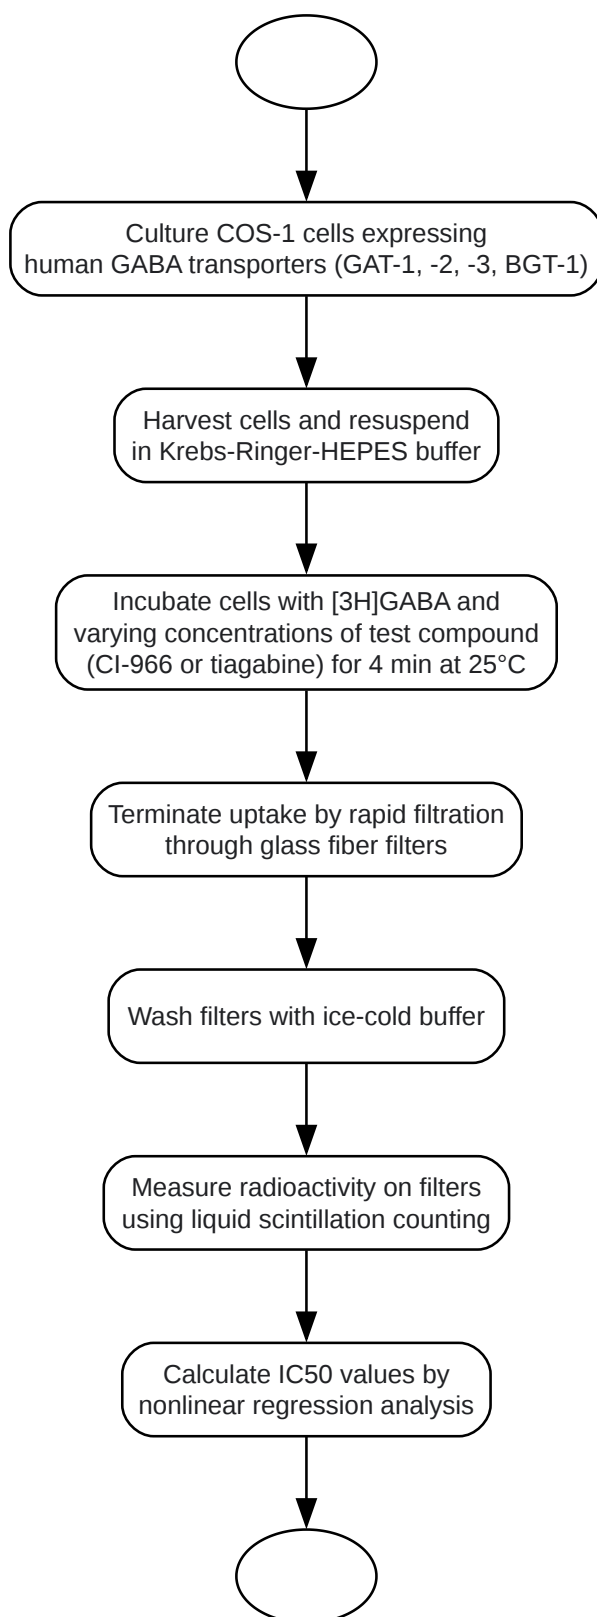 Culture COS-1 cells expressing
human GABA transporters (GAT-1, -2, -3, BGT-1)
Harvest cells and resuspend
in Krebs-Ringer-HEPES buffer
Incubate cells with [3H]GABA and
varying concentrations of test compound
(CI-966 or tiagabine) for 4 min at 25°C
Terminate uptake by rapid filtration
through glass fiber filters
Wash filters with ice-cold buffer
Measure radioactivity on filters
using liquid scintillation counting
Calculate IC50 values by
nonlinear regression analysis